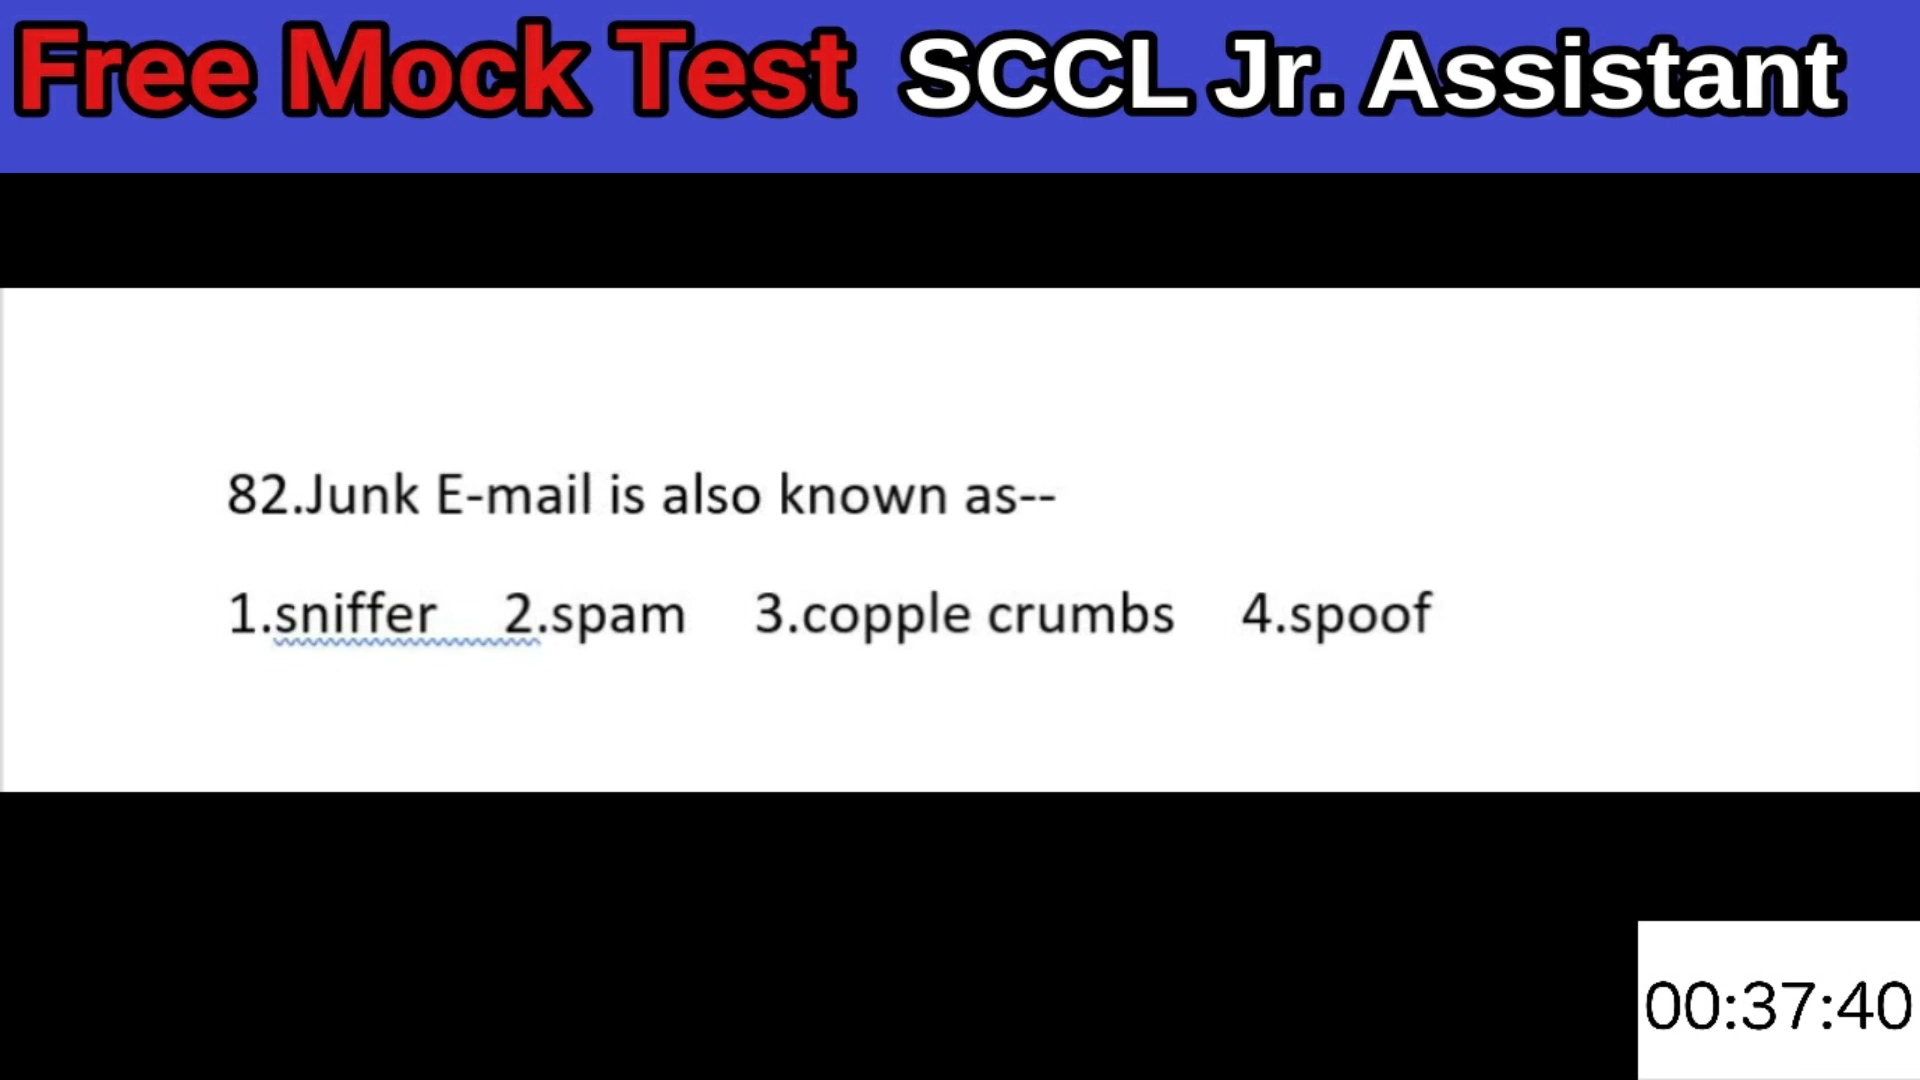 Free Mock Test SCCL Jr. Assistant
82.Junk E-mail is also known as--
1.sniffer 2.spam 3.copple crumbs 4.spoof
00:37:40